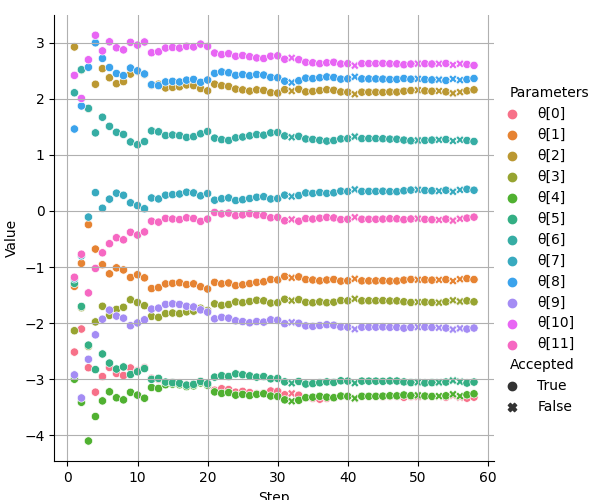 3
2
1
0
−1
−2
−3
−4
Value
0
10
20
30
40
50
60
Step
Parameters
θ[0]
θ[1]
θ[2]
θ[3]
θ[4]
θ[5]
θ[6]
θ[7]
θ[8]
θ[9]
θ[10]
θ[11]
Accepted
True
False